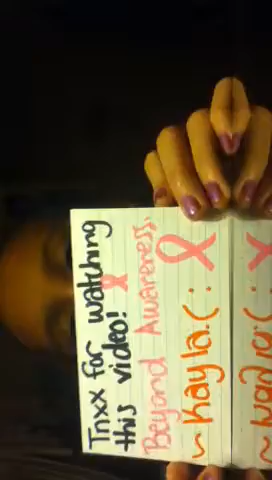 Tnxx for watching
this video!
Beyond Awareness.
~ Kayla.(: